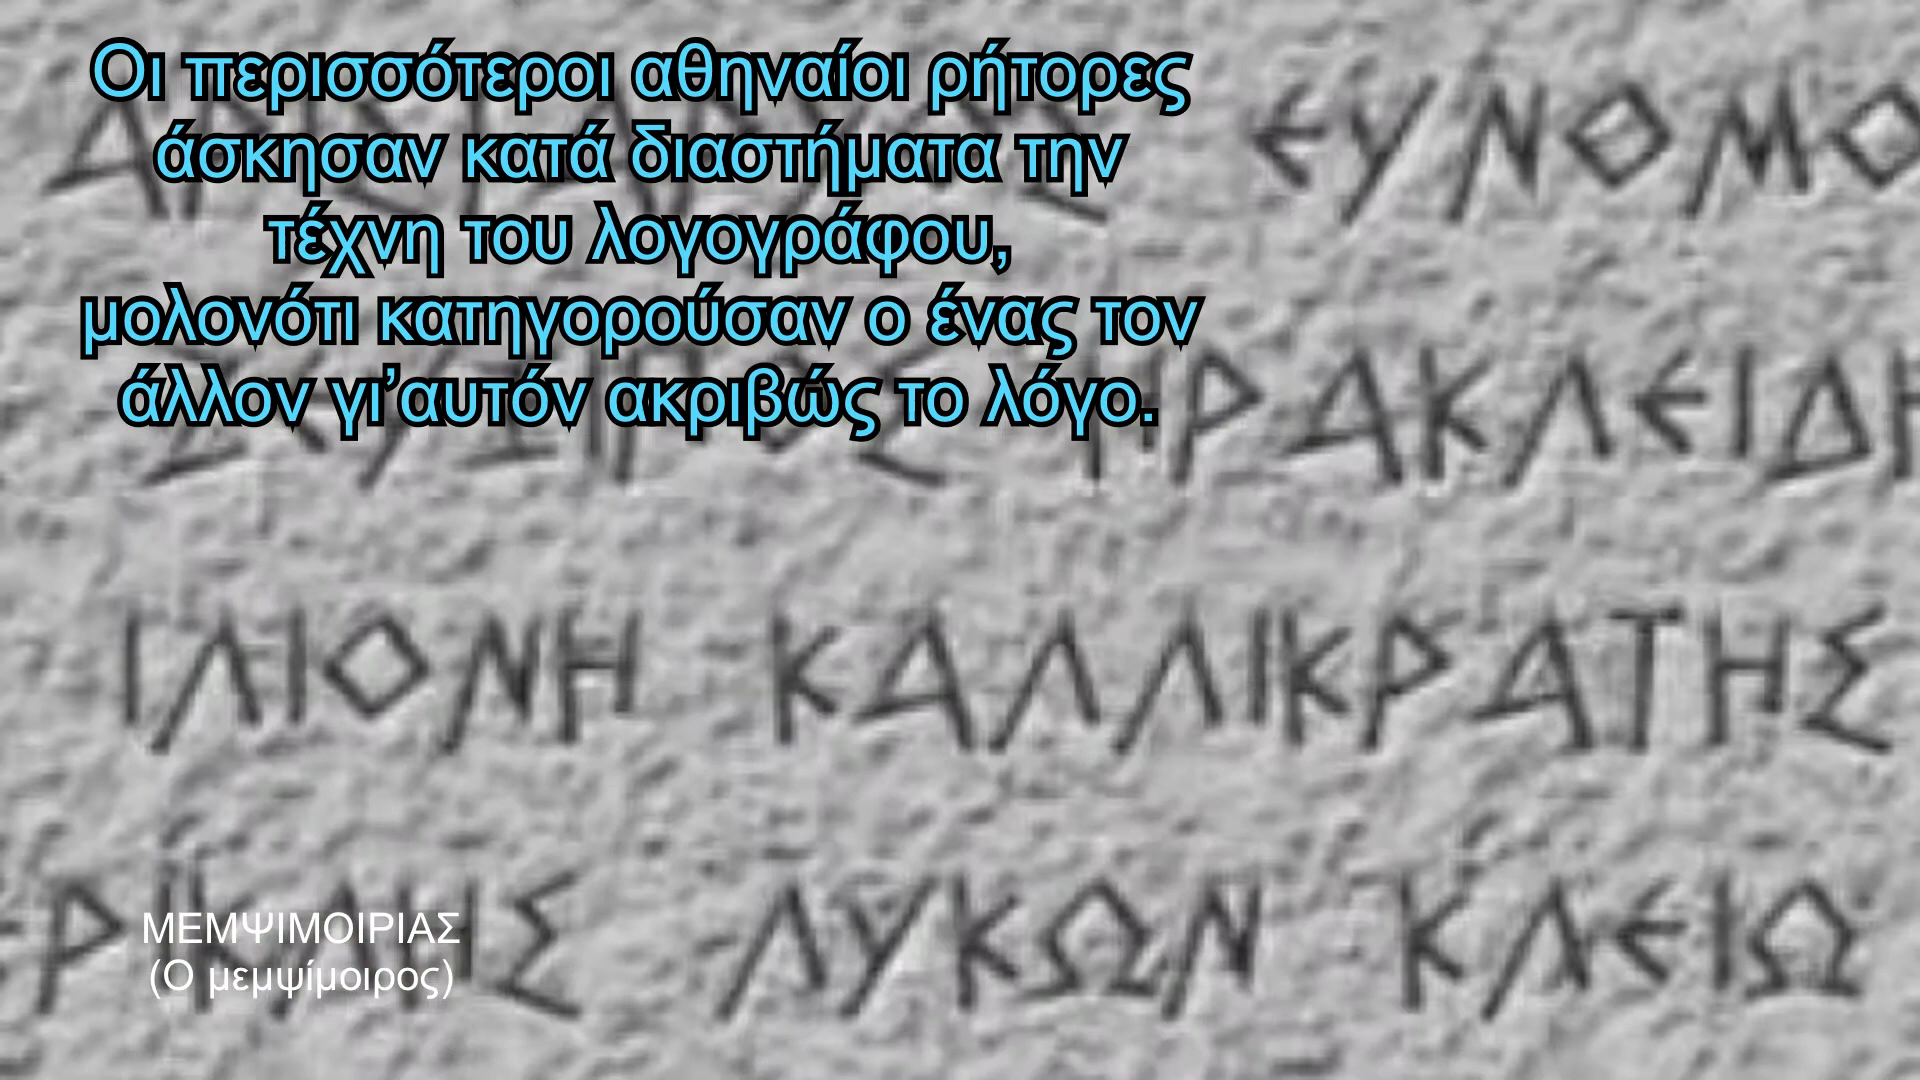 Οι περισσότεροι αθηναίοι ρήτορες
άσκησαν κατά διαστήματα την
τέχνη του λογογράφου,
μολονότι κατηγορούσαν ο ένας τον
άλλον γι’αυτόν ακριβώς το λόγο.
ΕΥΝΟΜΟ
ΗΡΑΚΛΕΙΔΗ
ΙΛΙΟΝΗ ΚΑΛΛΙΚΡΑΤΗΣ
ΛΥΚΩΝ ΚΛΕΙΩ
ΜΕΜΨΙΜΟΙΡΙΑΣ
(Ο μεμψίμοιρος)